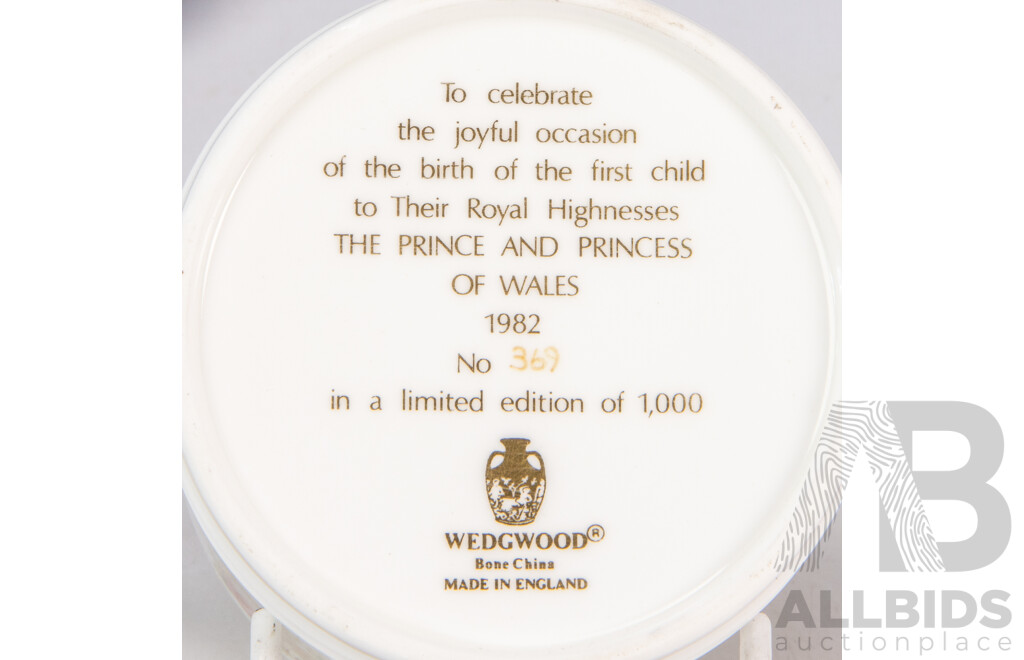 To celebrate
the joyful occasion
of the birth of the first child
to Their Royal Highnesses
THE PRINCE AND PRINCESS
OF WALES
1982
No 369
in a limited edition of 1,000
WEDGWOOD®
Bone China
MADE IN ENGLAND
AB
ALLBIDS
auctionplace